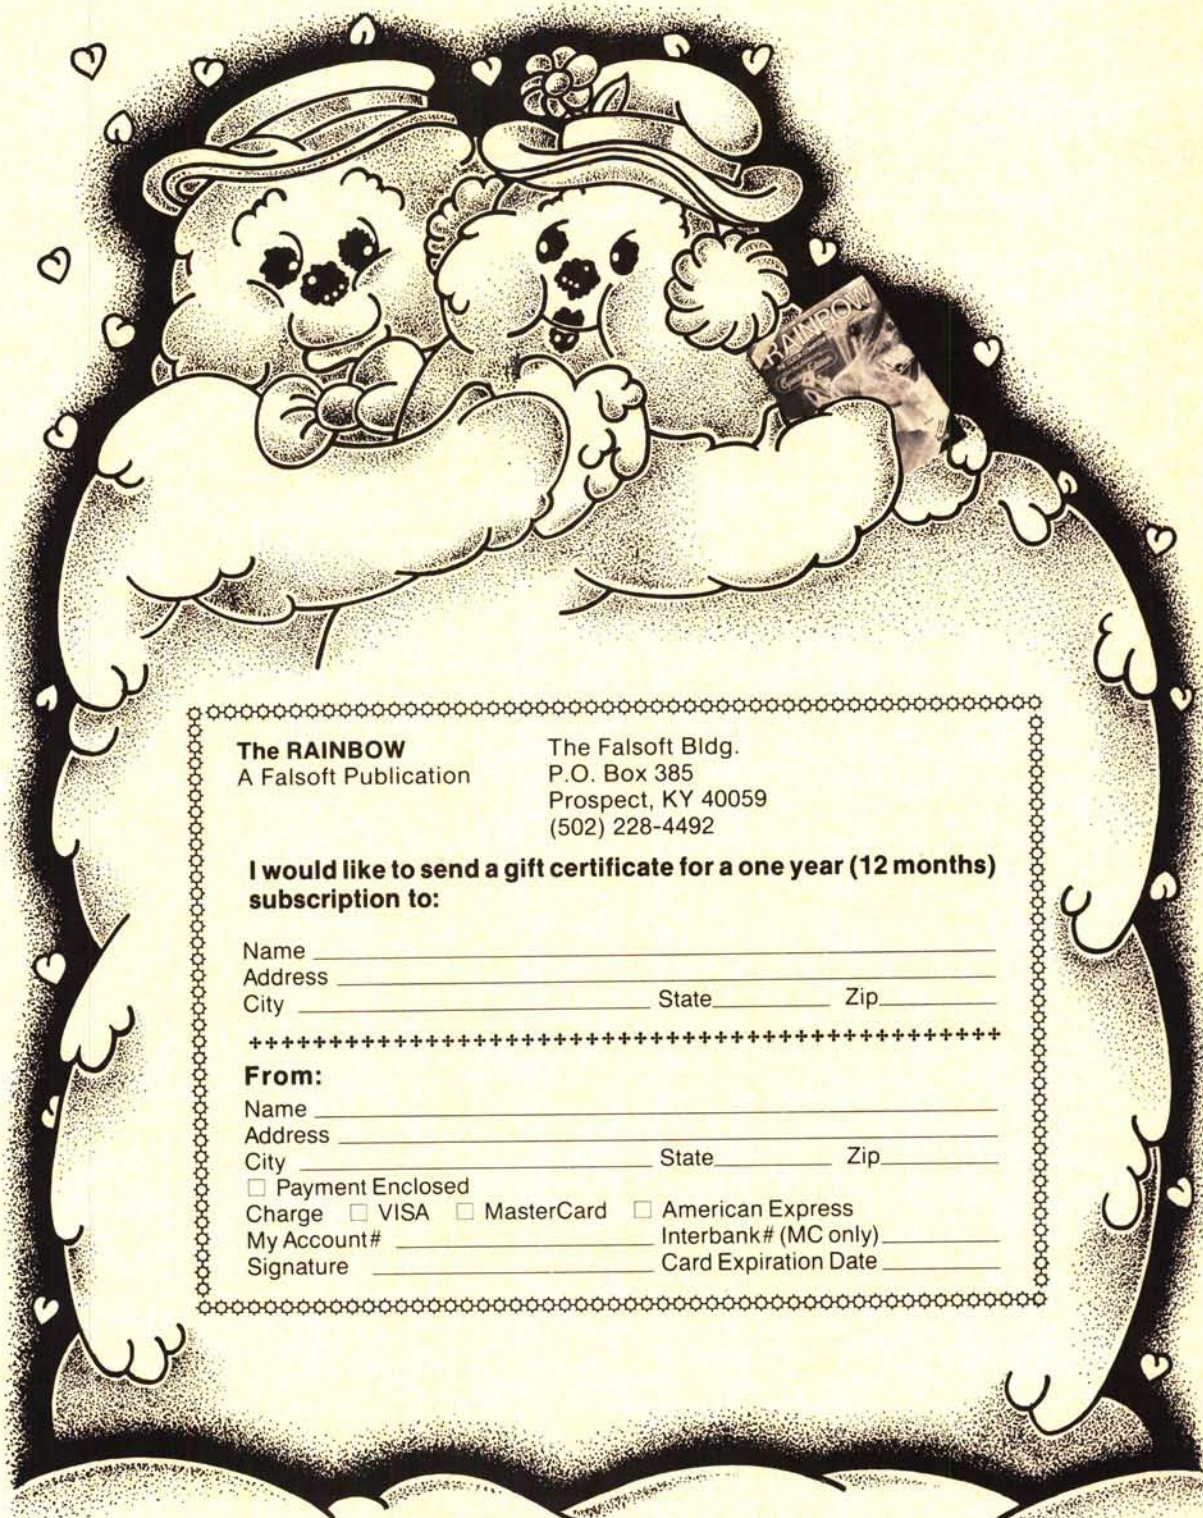 RAINBOW
The RAINBOW
A Falsoft Publication
The Falsoft Bldg.
P.O. Box 385
Prospect, KY 40059
(502) 228-4492
I would like to send a gift certificate for a one year (12 months)
subscription to:
Name
Address
City State Zip
From:
Name
Address
City State Zip
Payment Enclosed
Charge VISA MasterCard American Express
My Account# Interbank# (MC only)
Signature Card Expiration Date